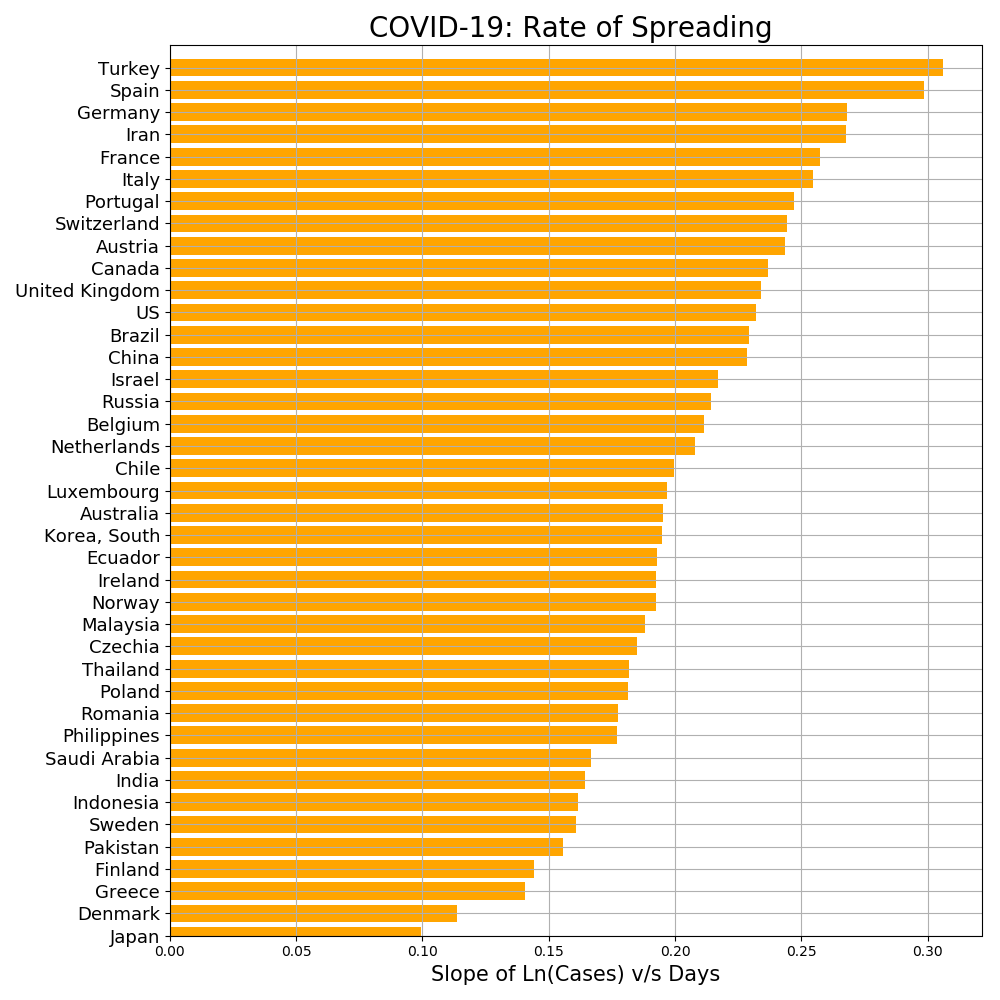 COVID-19: Rate of Spreading
Turkey
Spain
Germany
Iran
France
Italy
Portugal
Switzerland
Austria
Canada
United Kingdom
US
Brazil
China
Israel
Russia
Belgium
Netherlands
Chile
Luxembourg
Australia
Korea, South
Ecuador
Ireland
Norway
Malaysia
Czechia
Thailand
Poland
Romania
Philippines
Saudi Arabia
India
Indonesia
Sweden
Pakistan
Finland
Greece
Denmark
Japan
0.00 0.05 0.10 0.15 0.20 0.25 0.30
Slope of Ln(Cases) v/s Days